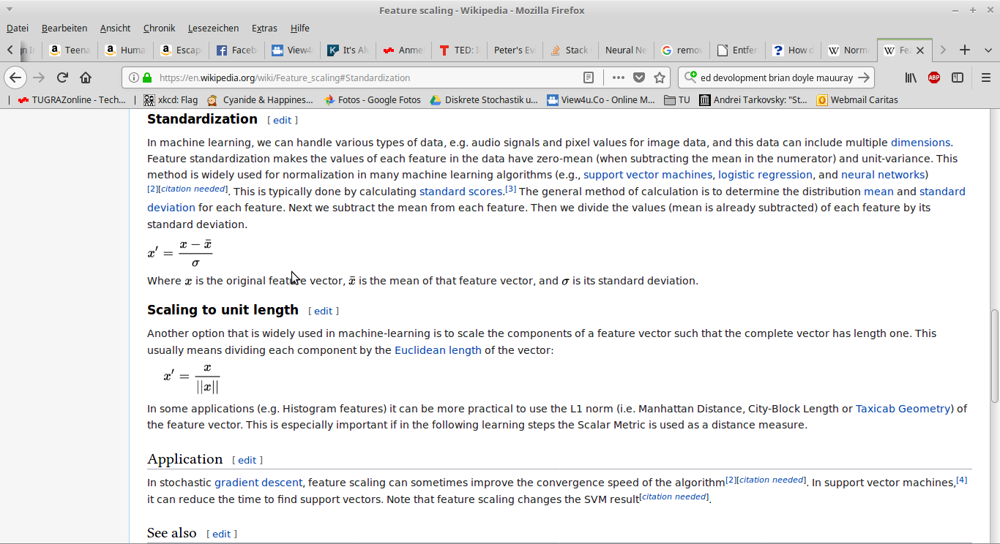 Feature scaling - Wikipedia - Mozilla Firefox
Datei Bearbeiten Ansicht Chronik Lesezeichen Extras Hilfe
Teena Huma Escap Faceb View4 It's Al Anme TED: Peter's Ev Stack Neural Ne remov Entfer How d Norm Fe
https://en.wikipedia.org/wiki/Feature_scaling#Standardization ed devolopment brian doyle mauuray ABP
TUGRAZonline - Tech... xkcd: Flag Cyanide & Happines... Fotos - Google Fotos Diskrete Stochastik u... View4u.Co - Online M... TU Andrei Tarkovsky: "St... Webmail Caritas
Standardization [ edit ]
In machine learning, we can handle various types of data, e.g. audio signals and pixel values for image data, and this data can include multiple dimensions.
Feature standardization makes the values of each feature in the data have zero-mean (when subtracting the mean in the numerator) and unit-variance. This
method is widely used for normalization in many machine learning algorithms (e.g., support vector machines, logistic regression, and neural networks)
[2][citation needed]. This is typically done by calculating standard scores.[3] The general method of calculation is to determine the distribution mean and standard
deviation for each feature. Next we subtract the mean from each feature. Then we divide the values (mean is already subtracted) of each feature by its
standard deviation.
x′ = (x − x̄) / σ
Where x is the original feature vector, x̄ is the mean of that feature vector, and σ is its standard deviation.
Scaling to unit length [ edit ]
Another option that is widely used in machine-learning is to scale the components of a feature vector such that the complete vector has length one. This
usually means dividing each component by the Euclidean length of the vector:
x′ = x / ||x||
In some applications (e.g. Histogram features) it can be more practical to use the L1 norm (i.e. Manhattan Distance, City-Block Length or Taxicab Geometry) of
the feature vector. This is especially important if in the following learning steps the Scalar Metric is used as a distance measure.
Application [ edit ]
In stochastic gradient descent, feature scaling can sometimes improve the convergence speed of the algorithm[2][citation needed]. In support vector machines,[4]
it can reduce the time to find support vectors. Note that feature scaling changes the SVM result[citation needed].
See also [ edit ]